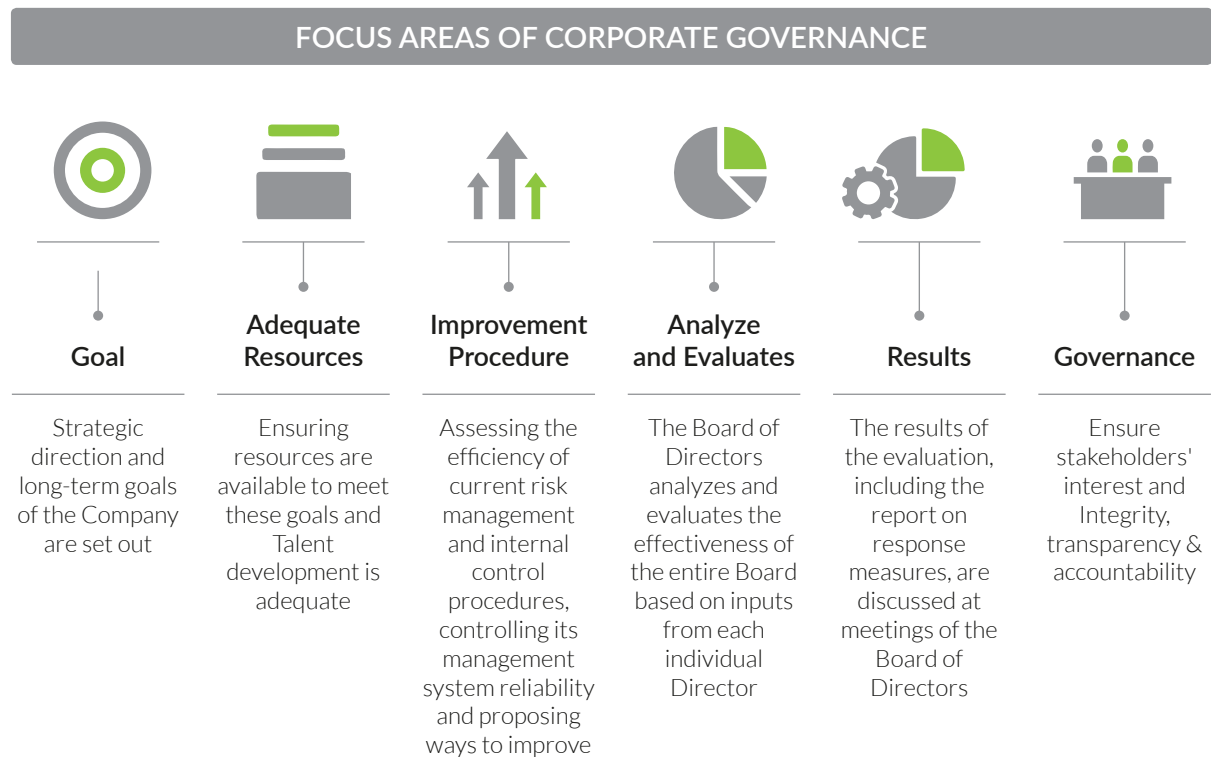 FOCUS AREAS OF CORPORATE GOVERNANCE
Goal
Strategic
direction and
long-term goals
of the Company
are set out
Adequate
Resources
Ensuring
resources are
available to meet
these goals and
Talent
development is
adequate
Improvement
Procedure
Assessing the
efficiency of
current risk
management
and internal
control
procedures,
controlling its
management
system reliability
and proposing
ways to improve
Analyze
and Evaluates
The Board of
Directors
analyzes and
evaluates the
effectiveness of
the entire Board
based on inputs
from each
individual
Director
Results
The results of
the evaluation,
including the
report on
response
measures, are
discussed at
meetings of the
Board of
Directors
Governance
Ensure
stakeholders'
interest and
Integrity,
transparency &
accountability